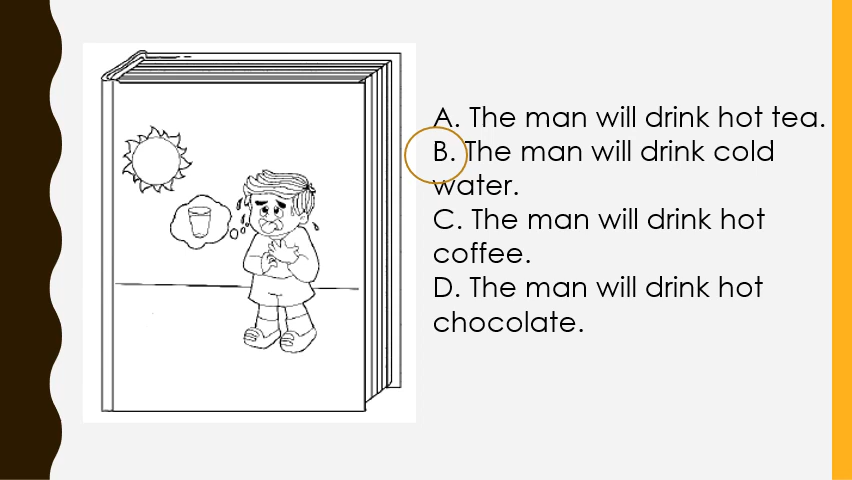 A. The man will drink hot tea.
B. The man will drink cold
water.
C. The man will drink hot
coffee.
D. The man will drink hot
chocolate.